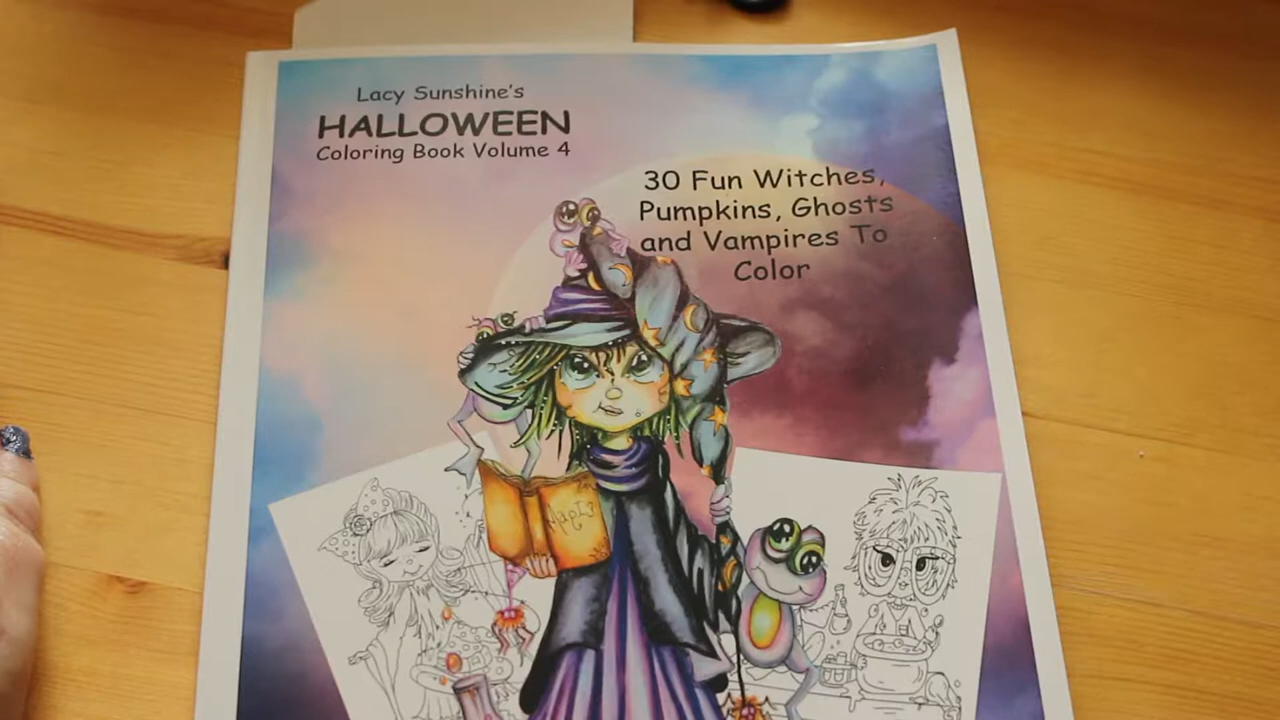 Lacy Sunshine's
HALLOWEEN
Coloring Book Volume 4
30 Fun Witches,
Pumpkins, Ghosts
and Vampires To
Color